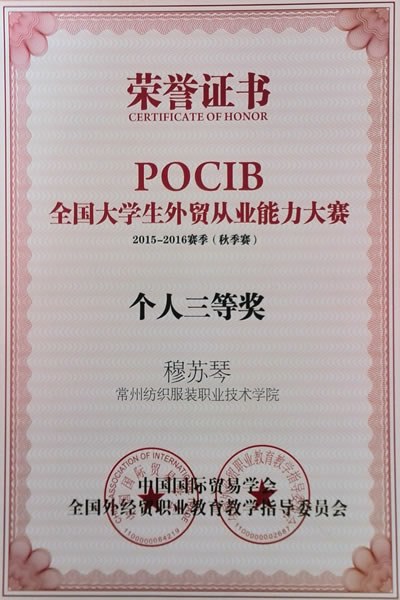 荣誉证书
CERTIFICATE OF HONOR
POCIB
全国大学生外贸从业能力大赛
2015-2016赛季（秋季赛）
个人三等奖
穆苏琴
常州纺织服装职业技术学院
中国国际贸易学会
全国外经贸职业教育教学指导委员会